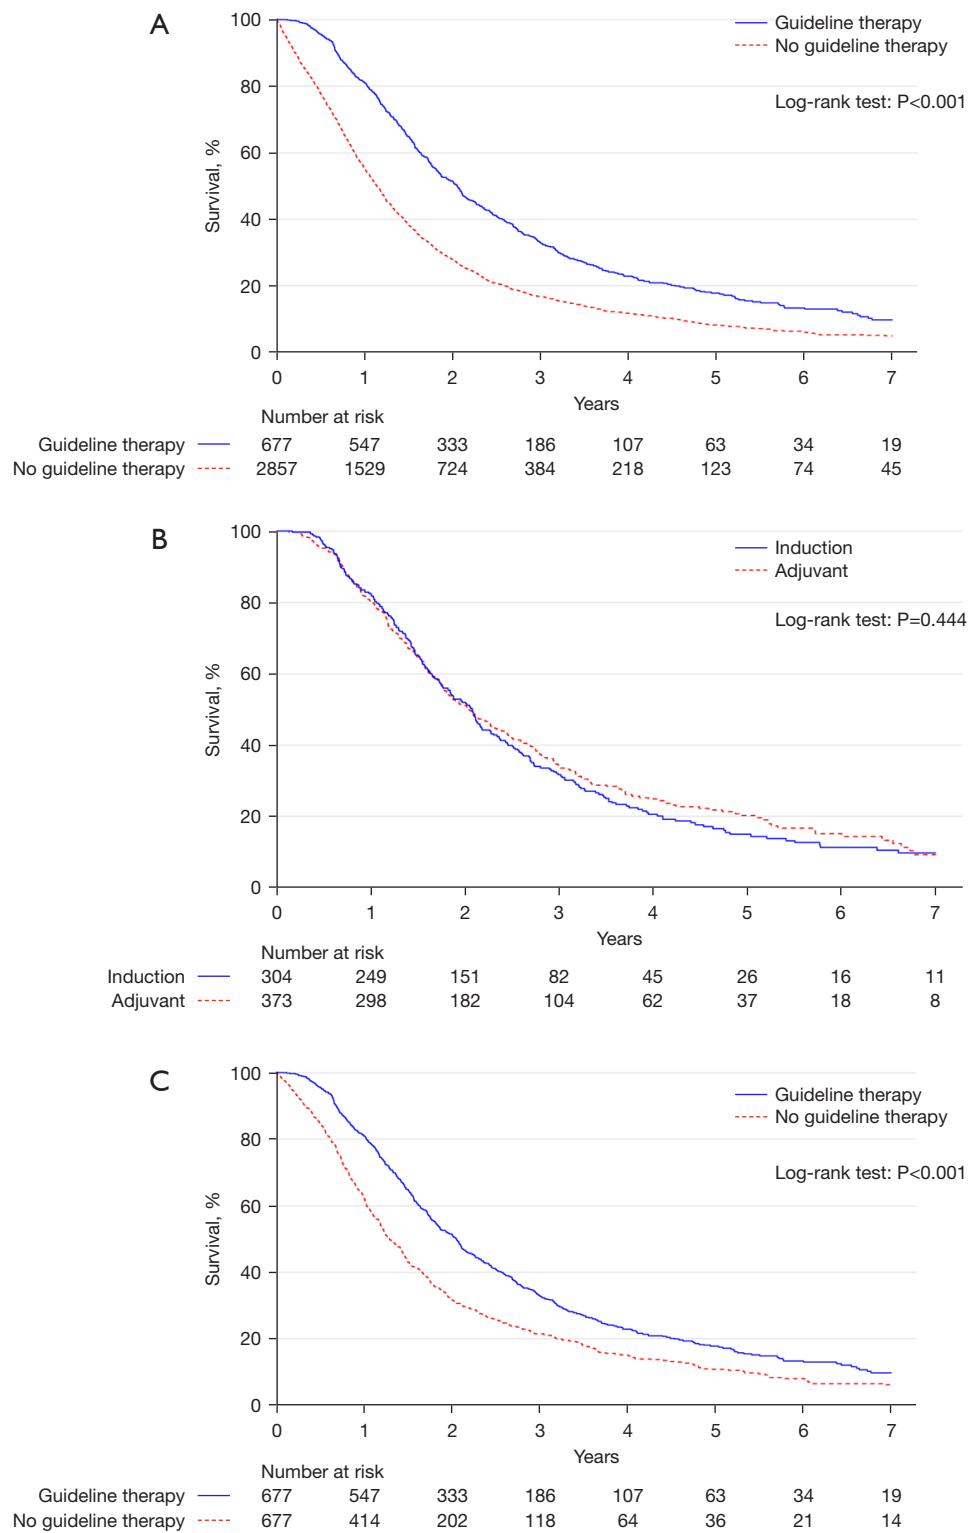 A
Guideline therapy
No guideline therapy
Log-rank test: P<0.001
Survival, %
100
80
60
40
20
0
0 1 2 3 4 5 6 7
Years
Number at risk
Guideline therapy 677 547 333 186 107 63 34 19
No guideline therapy 2857 1529 724 384 218 123 74 45
B
Induction
Adjuvant
Log-rank test: P=0.444
Survival, %
100
80
60
40
20
0
0 1 2 3 4 5 6 7
Years
Number at risk
Induction 304 249 151 82 45 26 16 11
Adjuvant 373 298 182 104 62 37 18 8
C
Guideline therapy
No guideline therapy
Log-rank test: P<0.001
Survival, %
100
80
60
40
20
0
0 1 2 3 4 5 6 7
Years
Number at risk
Guideline therapy 677 547 333 186 107 63 34 19
No guideline therapy 677 414 202 118 64 36 21 14